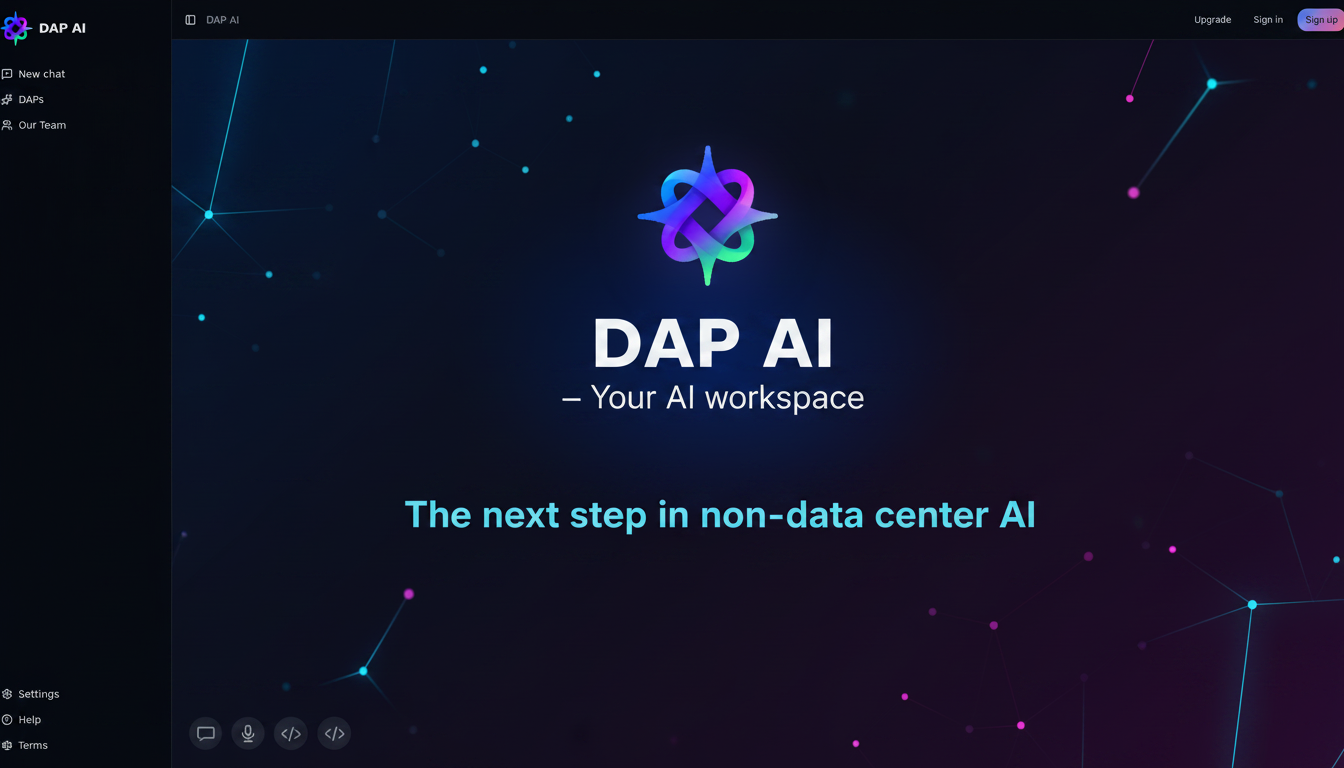 DAP AI
New chat
DAPs
Our Team
Settings
Help
Terms
DAP AI
Upgrade
Sign in
Sign up
DAP AI
– Your AI workspace
The next step in non-data center AI